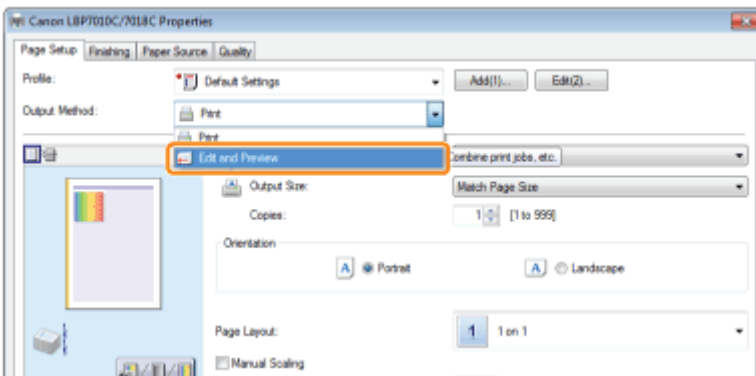 Canon LBP7010C/7018C Properties
Page Setup Finishing Paper Source Quality
Profile: Default Settings Add(1)... Edit(2)...
Output Method: Print
Print
Edit and Preview Combine print jobs, etc.
Output Size: Match Page Size
Copies: 1 [1 to 999]
Orientation
A Portrait A Landscape
Page Layout: 1 1 on 1
Manual Scaling